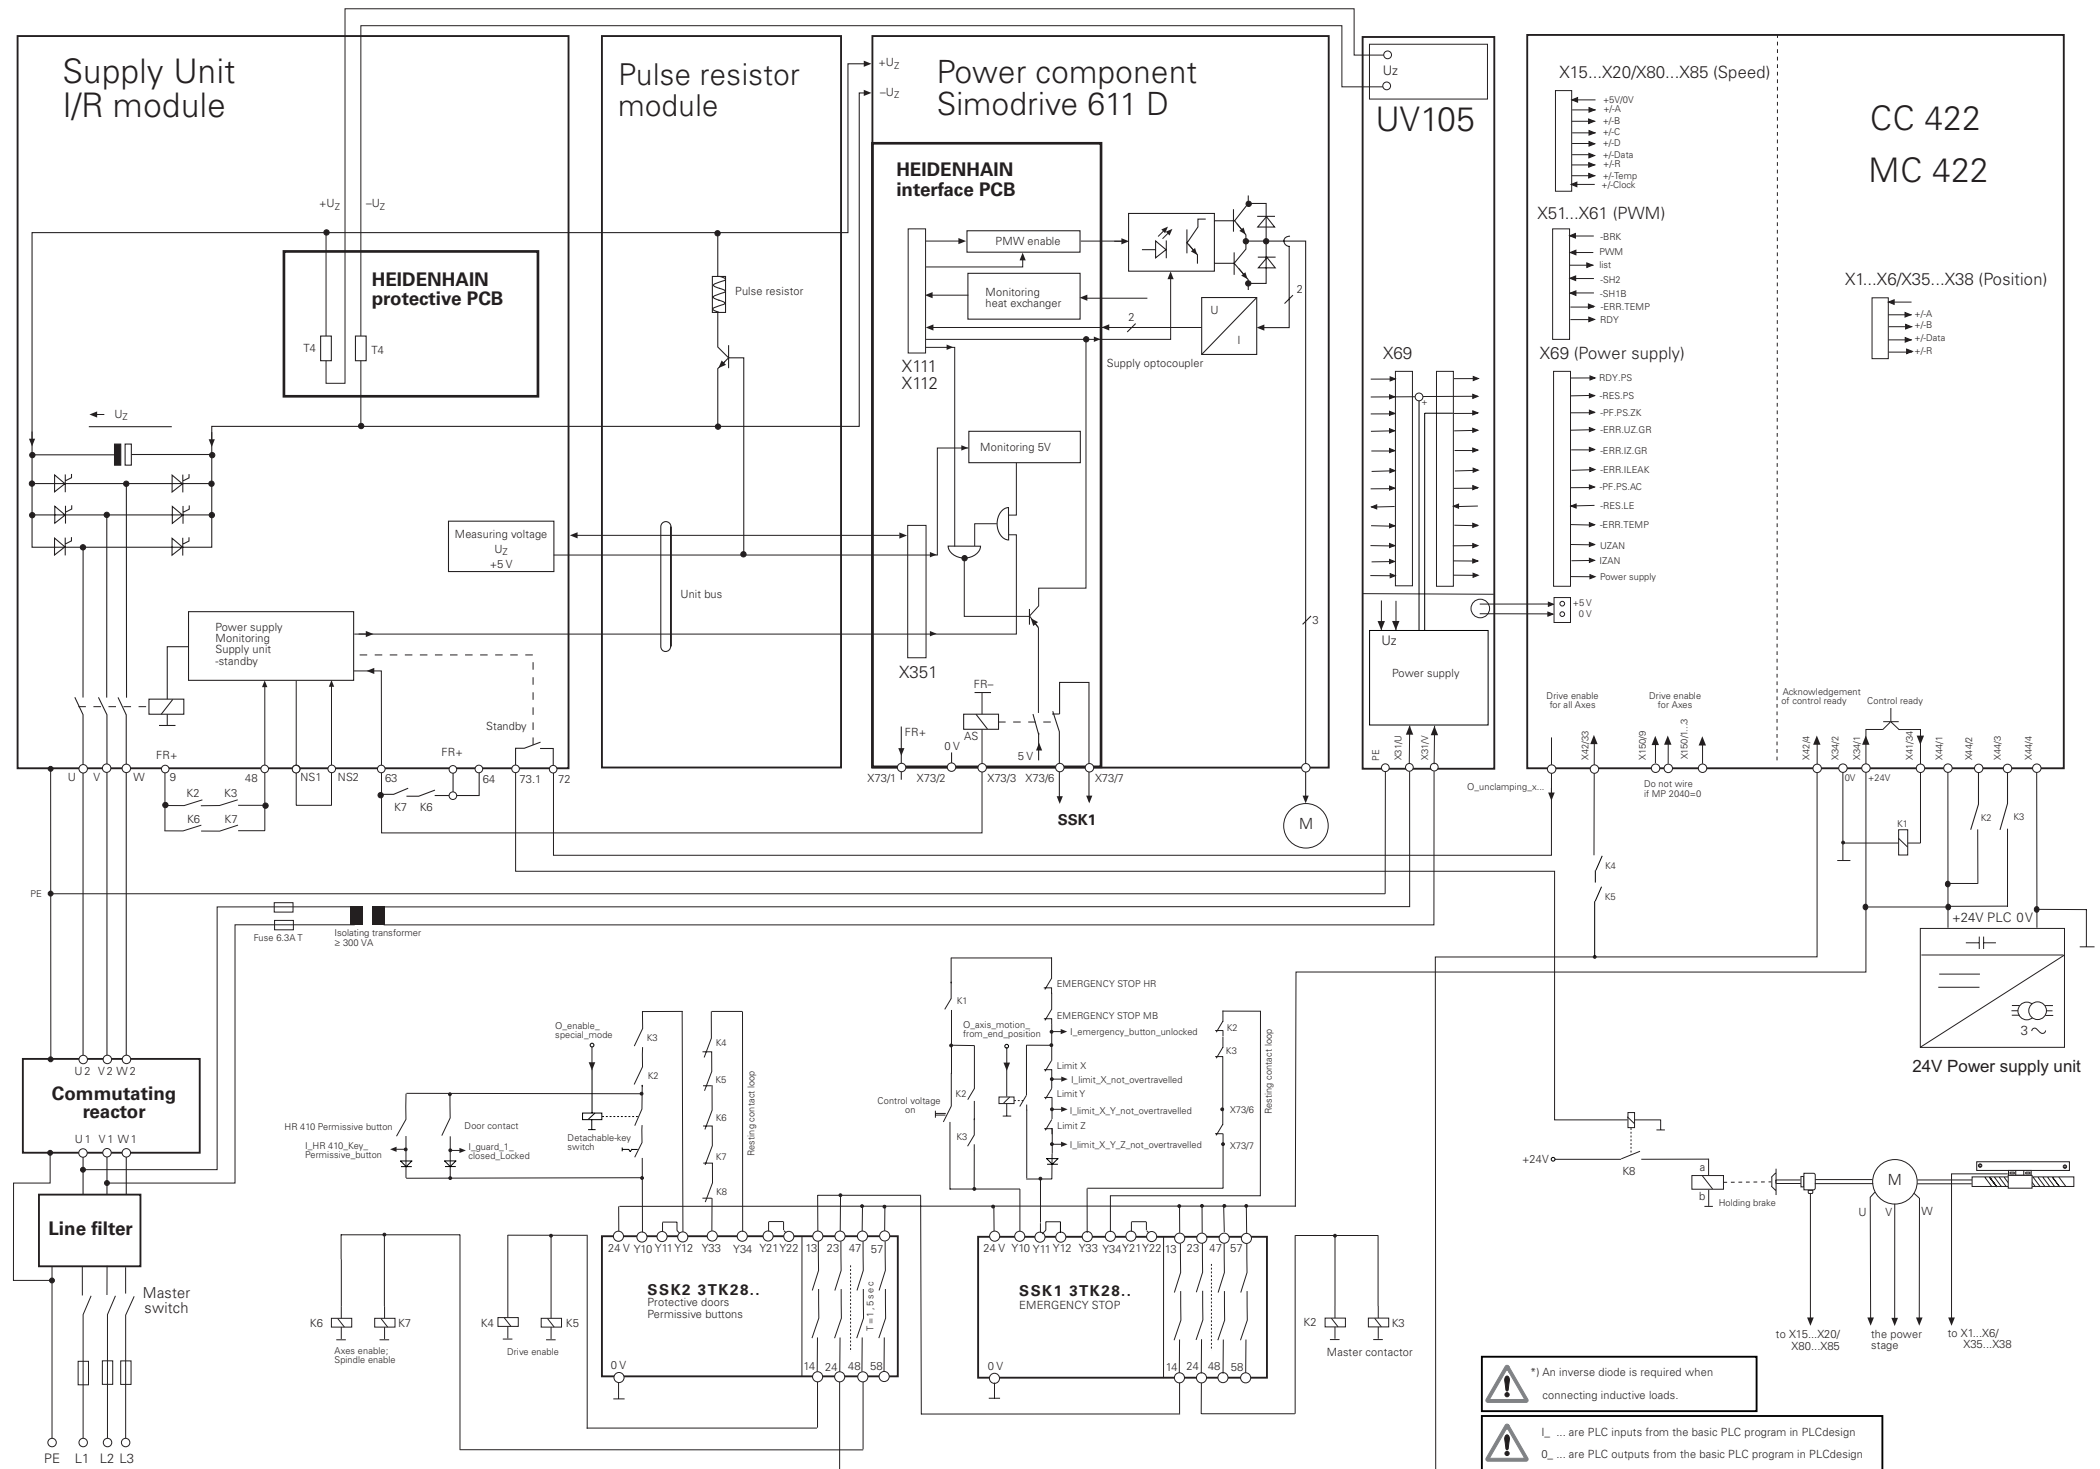 Supply Unit
I/R module
Pulse resistor
module
Power component
Simodrive 611 D
+UZ
–UZ
Uz
UV105
CC 422
MC 422
X15...X20/X80...X85 (Speed)
+5V/0V
+/-A
+/-B
+/-C
+/-D
+/-Data
+/-R
+/-Temp
+/-Clock
X51...X61 (PWM)
-BRK
PWM
list
-SH2
-SH1B
-ERR.TEMP
RDY
X1...X6/X35...X38 (Position)
+/-A
+/-B
+/-Data
+/-R
X69 (Power supply)
RDY.PS
-RES.PS
-PF.PS.ZK
-ERR.UZ.GR
-ERR.IZ.GR
-ERR.ILEAK
-PF.PS.AC
-RES.LE
-ERR.TEMP
UZAN
IZAN
Power supply
+5 V
0 V
HEIDENHAIN
interface PCB
PMW enable
Monitoring
heat exchanger
X111
X112
2
2
U
I
Supply optocoupler
Monitoring 5V
3
X351
+UZ
–UZ
HEIDENHAIN
protective PCB
T4
T4
UZ
Pulse resistor
Measuring voltage
UZ
+5 V
Unit bus
Power supply
Monitoring
Supply unit
-standby
Standby
X69
+
Uz
Power supply
FR+
FR+
U
V
W
9
48
NS1
NS2
63
64
73.1
72
K2
K3
K6
K7
K7
K6
FR–
AS
FR+
0 V
5 V
X73/1
X73/2
X73/3
X73/6
X73/7
SSK1
M
PE
X31/U
X31/V
Drive enable
for all Axes
Drive enable
for Axes
X42/33
X150/9
X150/1...3
O_unclamping_x...
Do not wire
if MP 2040=0
Acknowledgement
of control ready
Control ready
X42/4
X34/2
X34/1
X41/34
X44/1
X44/2
X44/3
X44/4
0V
+24V
K1
K2
K3
K4
K5
+24V PLC 0V
3 ~
24V Power supply unit
PE
Fuse 6.3A T
Isolating transformer
≥ 300 VA
U2 V2 W2
Commutating
reactor
U1 V1 W1
Line filter
Master
switch
PE
L1
L2
L3
O_enable_
special_mode
K3
K2
HR 410 Permissive button
I_HR 410_Key_
Permissive_button
Door contact
I_guard_1_
closed_Locked
Detachable-key
switch
K4
K5
K6
K7
K8
Resting contact loop
K1
Control voltage
on
K2
K3
O_axis_motion_
from_end_position
EMERGENCY STOP HR
EMERGENCY STOP MB
I_emergency_button_unlocked
Limit X
I_limit_X_not_overtravelled
Limit Y
I_limit_X_Y_not_overtravelled
Limit Z
I_limit_X_Y_Z_not_overtravelled
K2
K3
X73/6
X73/7
Resting contact loop
24 V Y10 Y11 Y12 Y33 Y34 Y21 Y22 13 23 47 57
SSK2 3TK28..
Protective doors
Permissive buttons
T=1,5sec
0 V
14 24 48 58
24 V Y10 Y11 Y12 Y33 Y34 Y21 Y22 13 23 47 57
SSK1 3TK28..
EMERGENCY STOP
0 V
14 24 48 58
K6
K7
Axes enable;
Spindle enable
K4
K5
Drive enable
K2
K3
Master contactor
+24V
K8
a
b
Holding brake
M
U
V
W
to X15...X20/
X80...X85
the power
stage
to X1...X6/
X35...X38
*) An inverse diode is required when
connecting inductive loads.
I_ ... are PLC inputs from the basic PLC program in PLCdesign
0_ ... are PLC outputs from the basic PLC program in PLCdesign